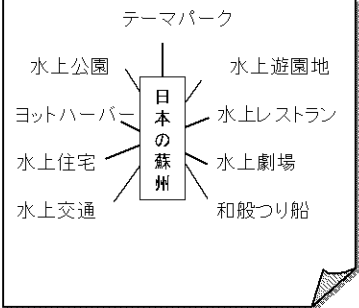 テーマパーク
水上公園
水上遊園地
ヨットハーバー
日本の蘇州
水上レストラン
水上住宅
水上劇場
水上交通
和般つり船